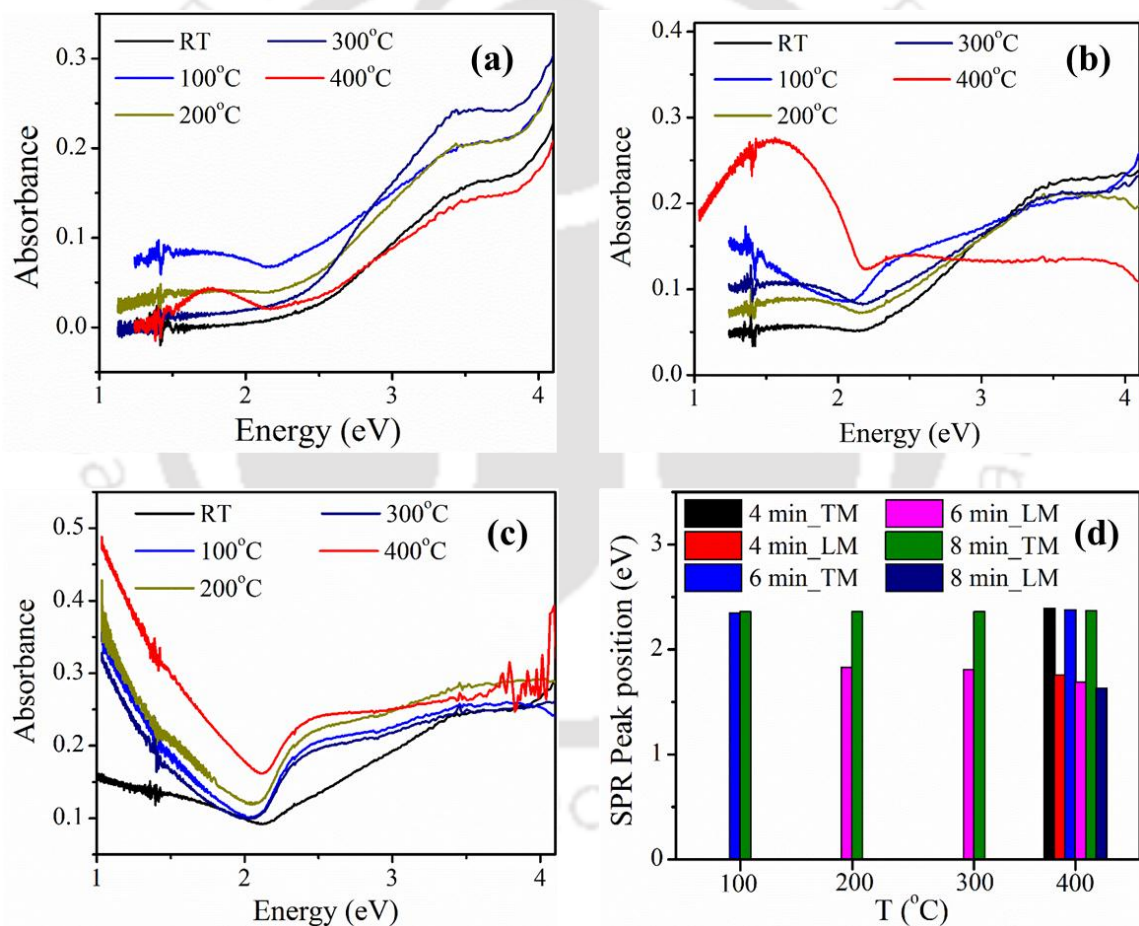 RT
300°C
100°C
400°C
200°C
(a)
0.3
0.2
0.1
0.0
Absorbance
1
2
3
4
Energy (eV)
RT
300°C
100°C
400°C
200°C
(b)
0.4
0.3
0.2
0.1
0.0
Absorbance
1
2
3
4
Energy (eV)
RT
300°C
100°C
400°C
200°C
(c)
0.5
0.4
0.3
0.2
0.1
Absorbance
1
2
3
4
Energy (eV)
4 min_TM
6 min_LM
4 min_LM
8 min_TM
6 min_TM
8 min_LM
(d)
3
2
1
0
SPR Peak position (eV)
100
200
300
400
T (°C)